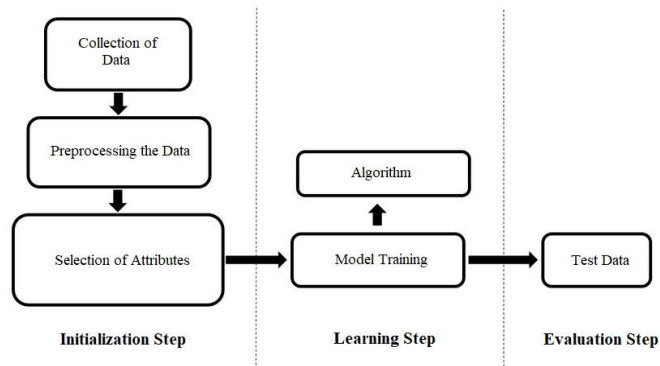 Collection of
Data
Preprocessing the Data
Algorithm
Selection of Attributes
Model Training
Test Data
Initialization Step
Learning Step
Evaluation Step